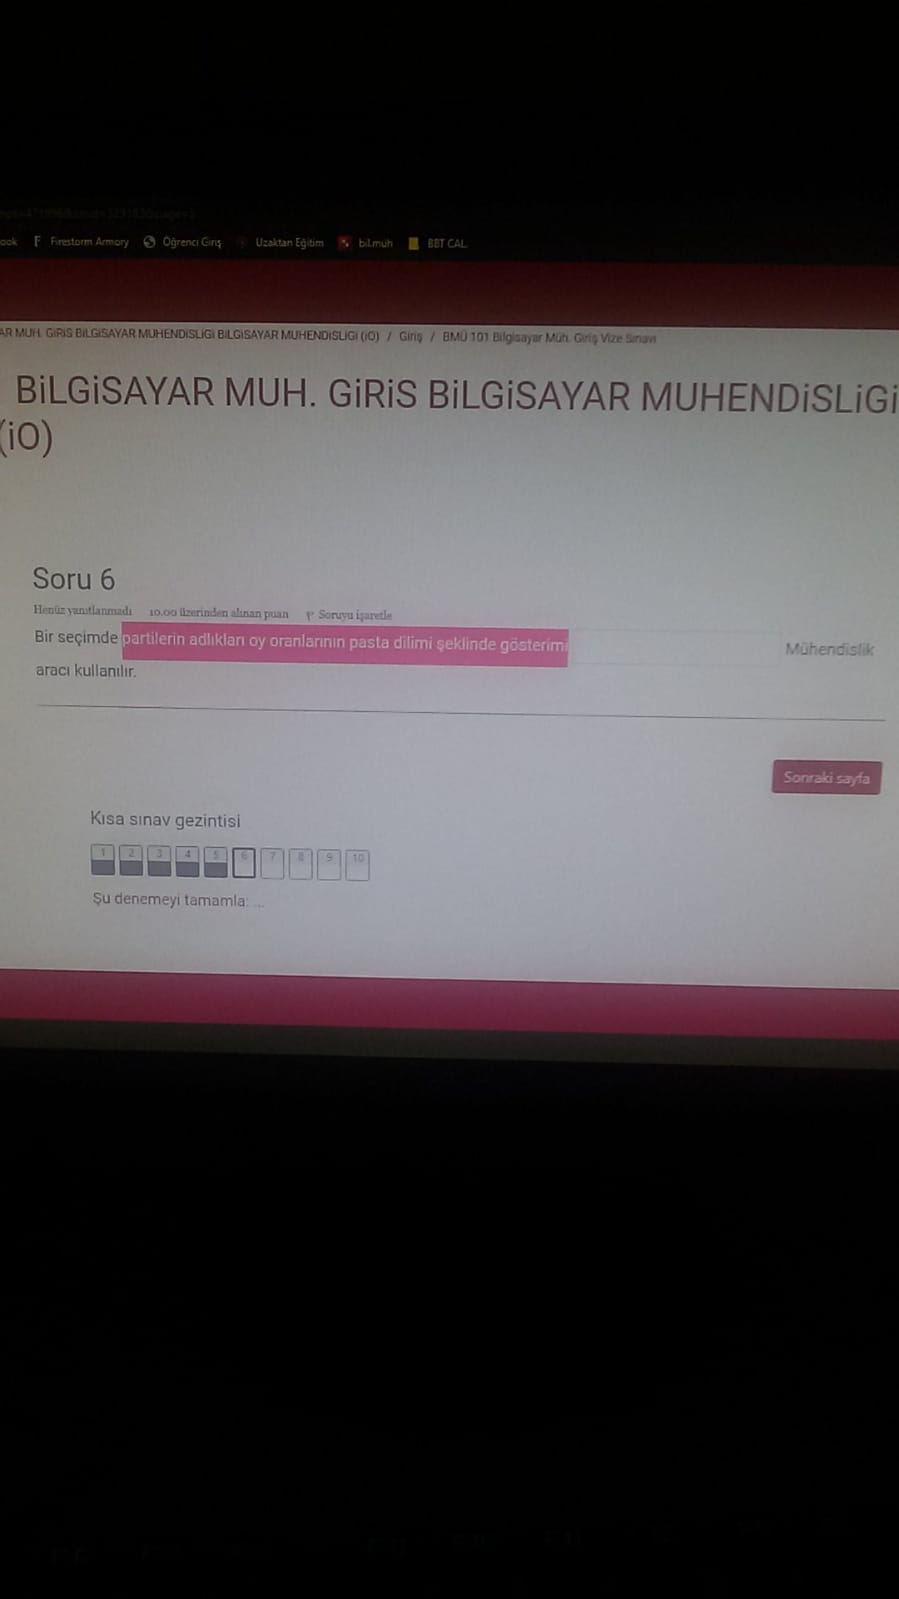 ook Firestorm Armory Öğrenci Giriş Uzaktan Eğitim bil.muh BBT CAL
AR MUH. GiRiS BiLGiSAYAR MUHENDiSLiGi BiLGiSAYAR MUHENDiSLiGi (iO) / Giriş / BMÜ 101 Bilgisayar Müh. Giriş Vize Sınavı
BiLGiSAYAR MUH. GiRiS BiLGiSAYAR MUHENDiSLiGi
(iO)
Soru 6
Henüz yanıtlanmadı 10,00 üzerinden alınan puan Soruyu işaretle
Bir seçimde partilerin adlıkları oy oranlarının pasta dilimi şeklinde gösterimi Mühendislik
aracı kullanılır.
Sonraki sayfa
Kısa sınav gezintisi
1 2 3 4 5 6 7 8 9 10
Şu denemeyi tamamla: ...